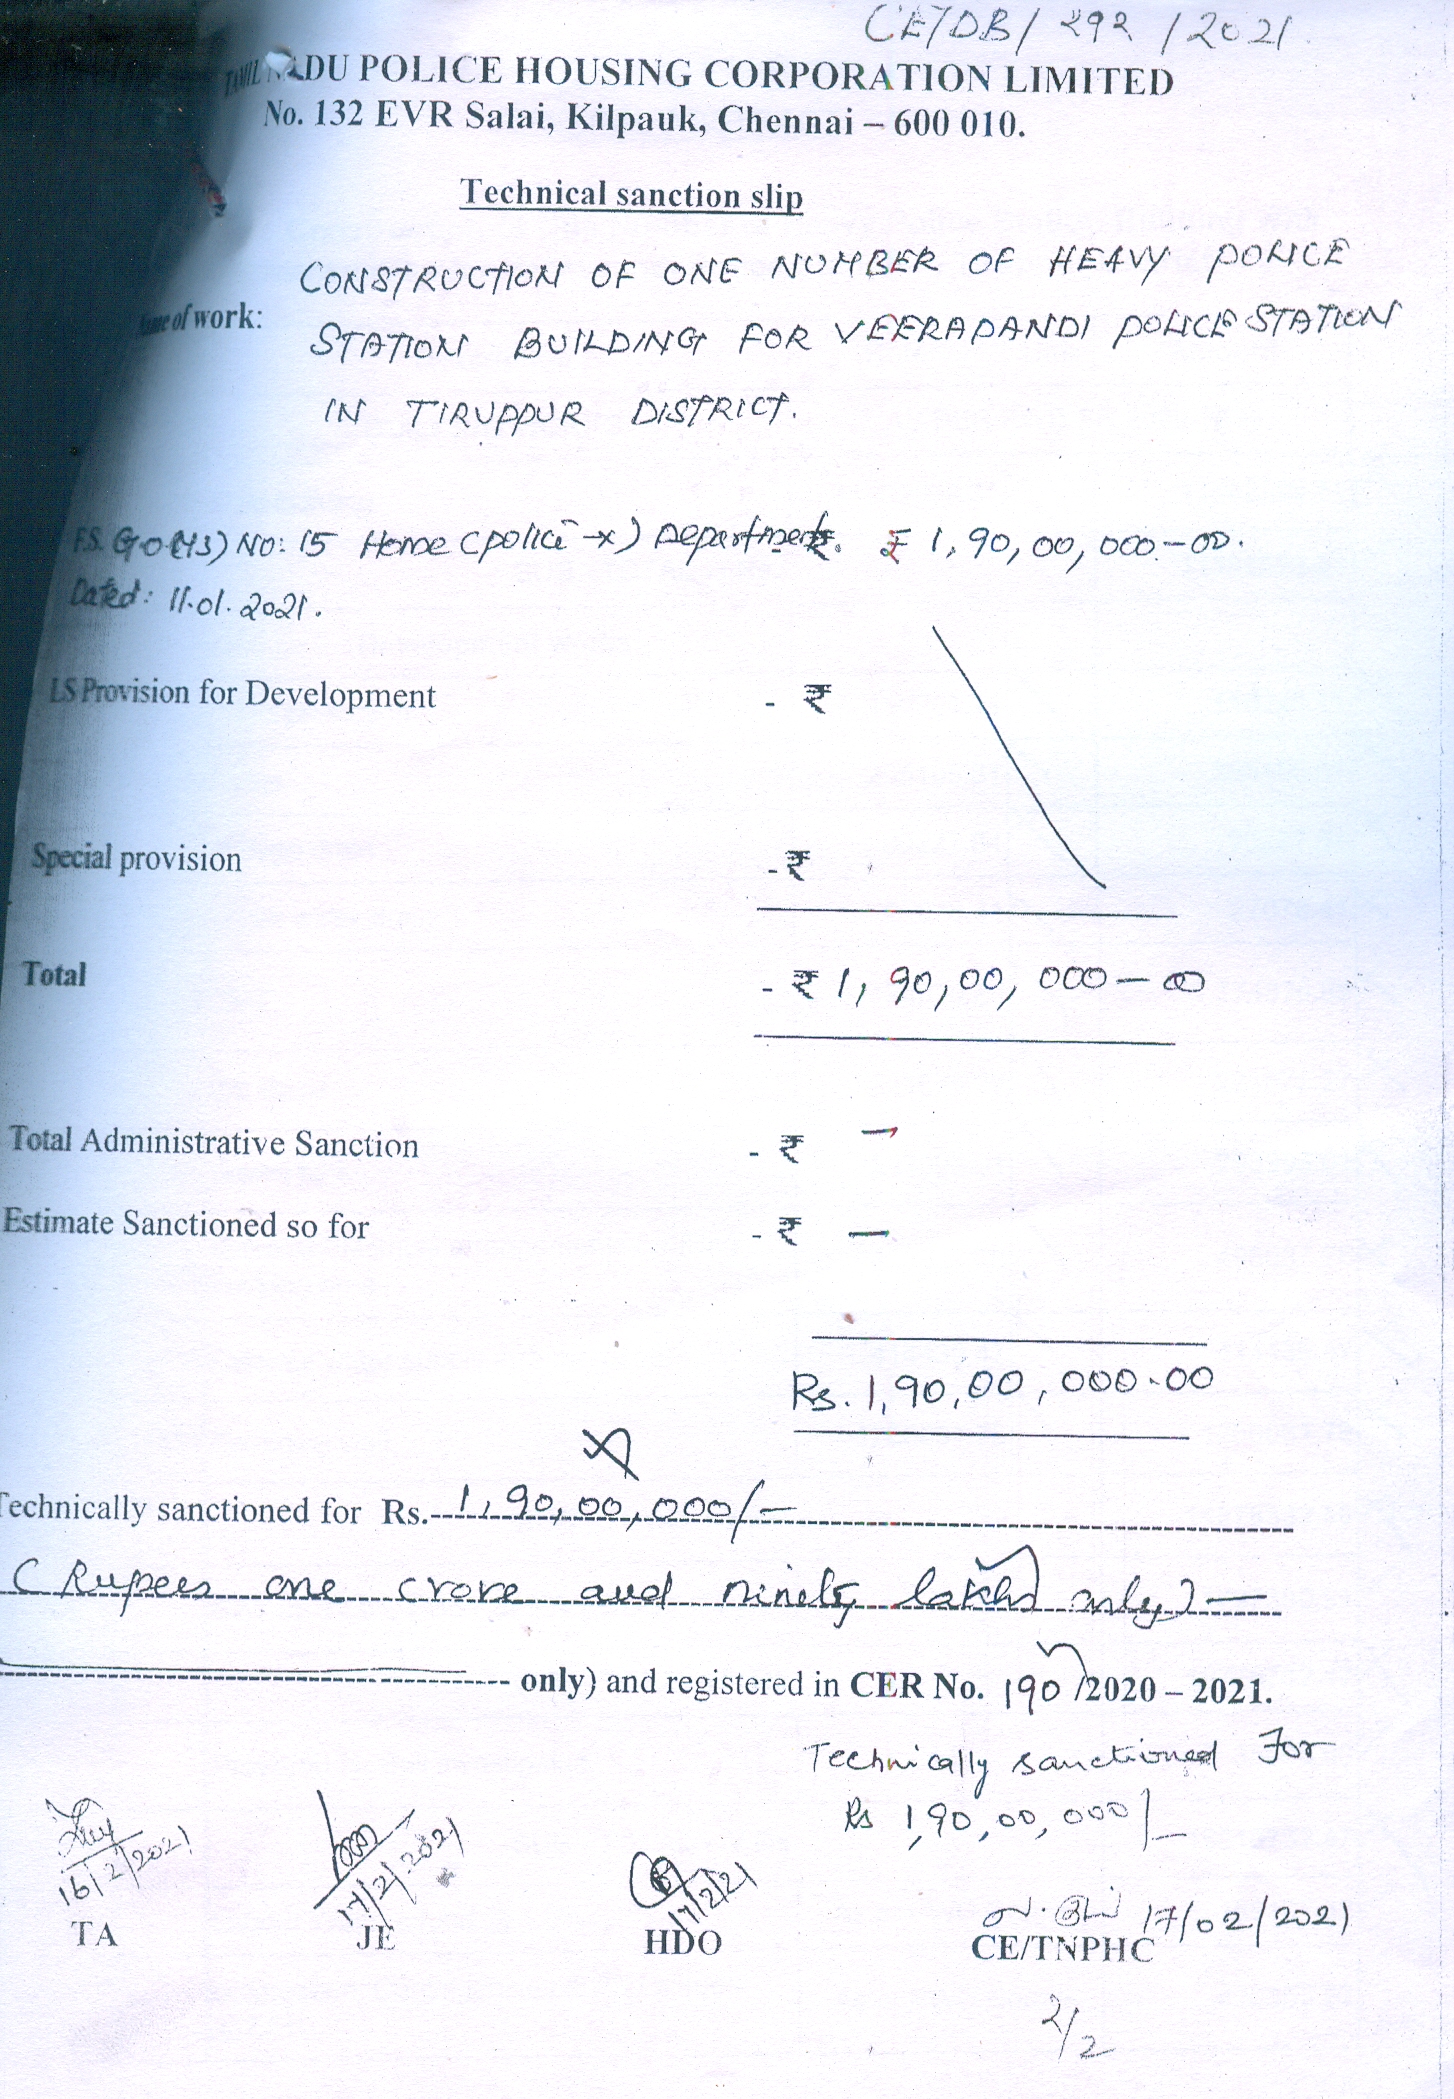 CE/DB/292/2021
TAMIL NADU POLICE HOUSING CORPORATION LIMITED
No. 132 EVR Salai, Kilpauk, Chennai – 600 010.
Technical sanction slip
CONSTRUCTION OF ONE NUMBER OF HEAVY POLICE
Name of work:
STATION BUILDING FOR VEERAPANDI POLICE STATION
IN TIRUPPUR DISTRICT.
F.S. G.O (MS) NO: 15 Home (police -x) Department. ₹ 1,90,00,000-00.
Dated: 11.01.2021.
LS Provision for Development - ₹
Special provision - ₹
Total - ₹ 1,90,00,000-00
Total Administrative Sanction - ₹ -
Estimate Sanctioned so for - ₹ -
Rs. 1,90,00,000.00
Technically sanctioned for Rs. 1,90,00,000/-
(Rupees one crore and ninety lakhs only)
only) and registered in CER No. 190/2020 – 2021.
Technically sanctioned For
Rs 1,90,00,000/-
16/2/2021 17/2/2021 17/2/21 17/02/2021
TA JE HDO CE/TNPHC
2/2